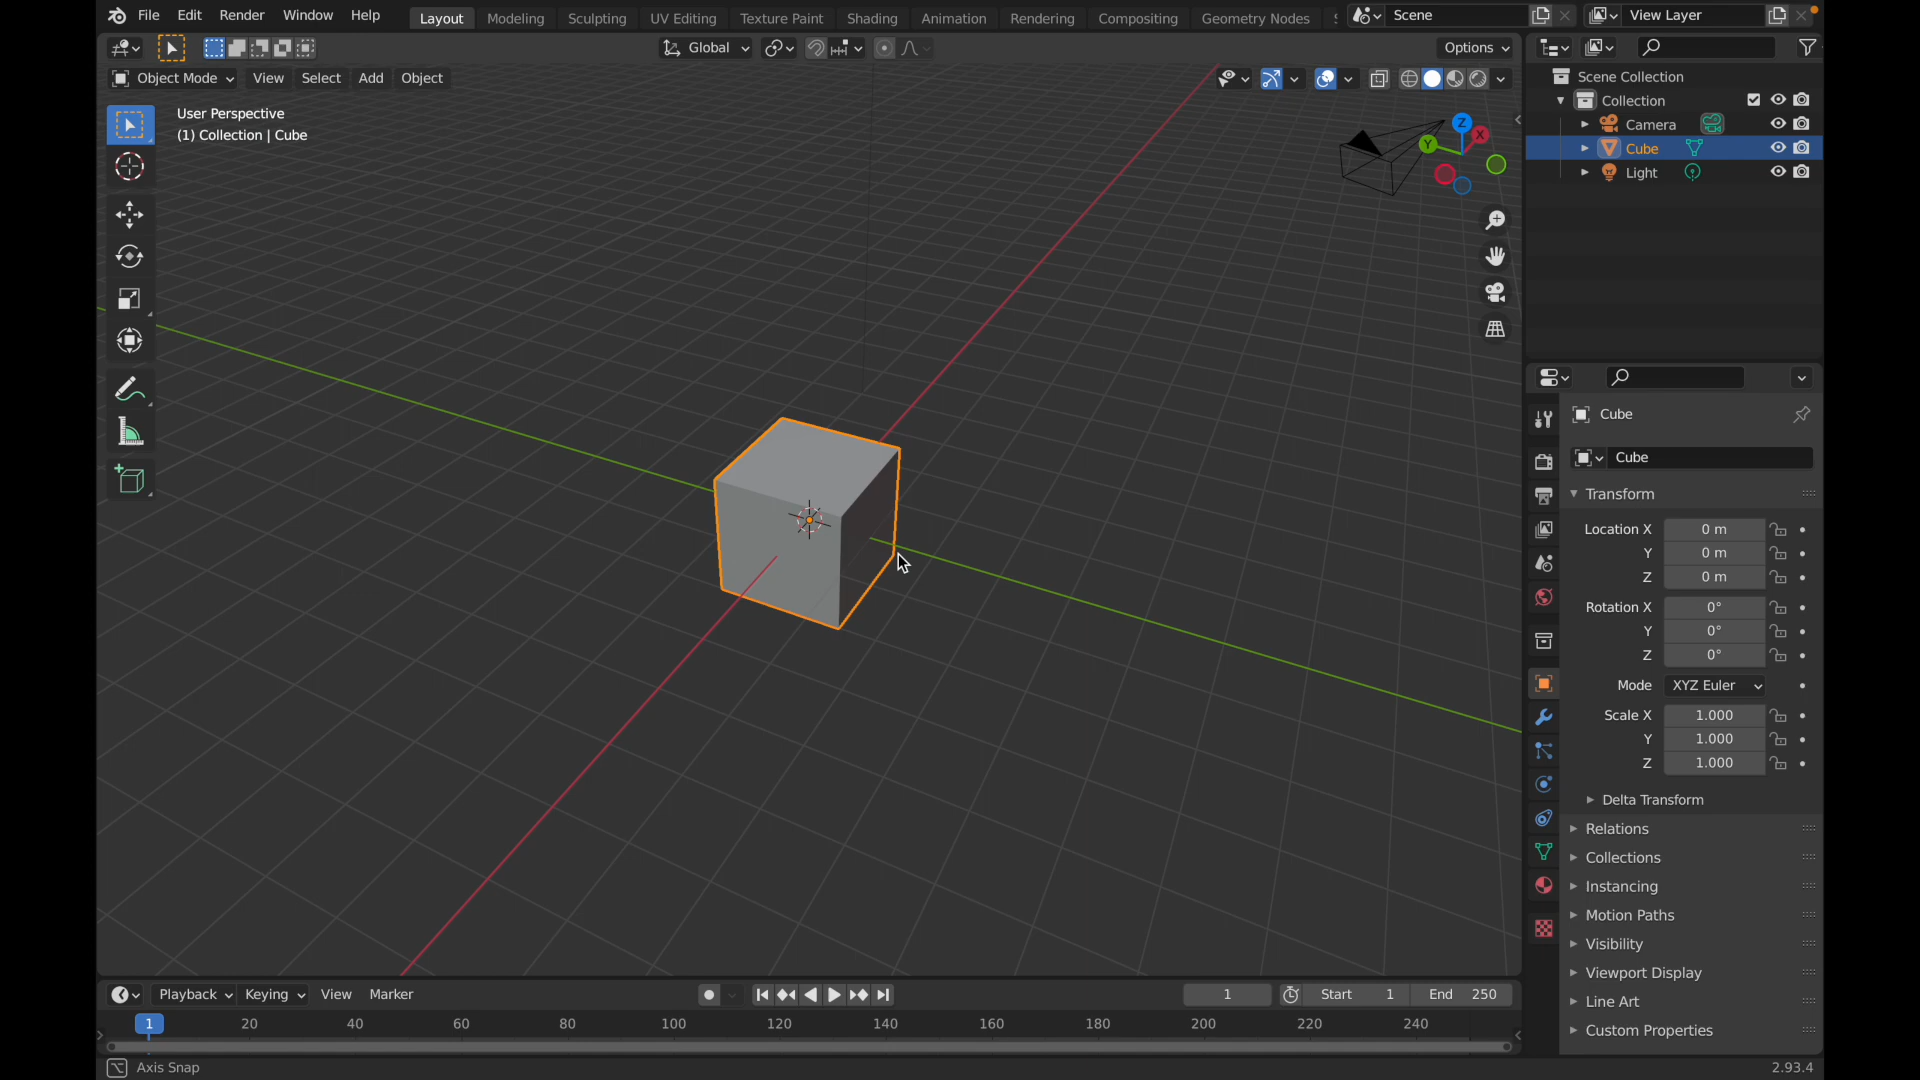 File Edit Render Window Help Layout Modeling Sculpting UV Editing Texture Paint Shading Animation Rendering Compositing Geometry Nodes Scene View Layer
Global Options
Object Mode View Select Add Object
User Perspective
(1) Collection | Cube
Z
X
Y
Scene Collection
Collection
Camera
Cube
Light
Cube
Cube
Transform
Location X 0 m
Y 0 m
Z 0 m
Rotation X 0°
Y 0°
Z 0°
Mode XYZ Euler
Scale X 1.000
Y 1.000
Z 1.000
Delta Transform
Relations
Collections
Instancing
Motion Paths
Visibility
Viewport Display
Line Art
Custom Properties
Playback Keying View Marker 1 Start 1 End 250
1 20 40 60 80 100 120 140 160 180 200 220 240
Axis Snap 2.93.4